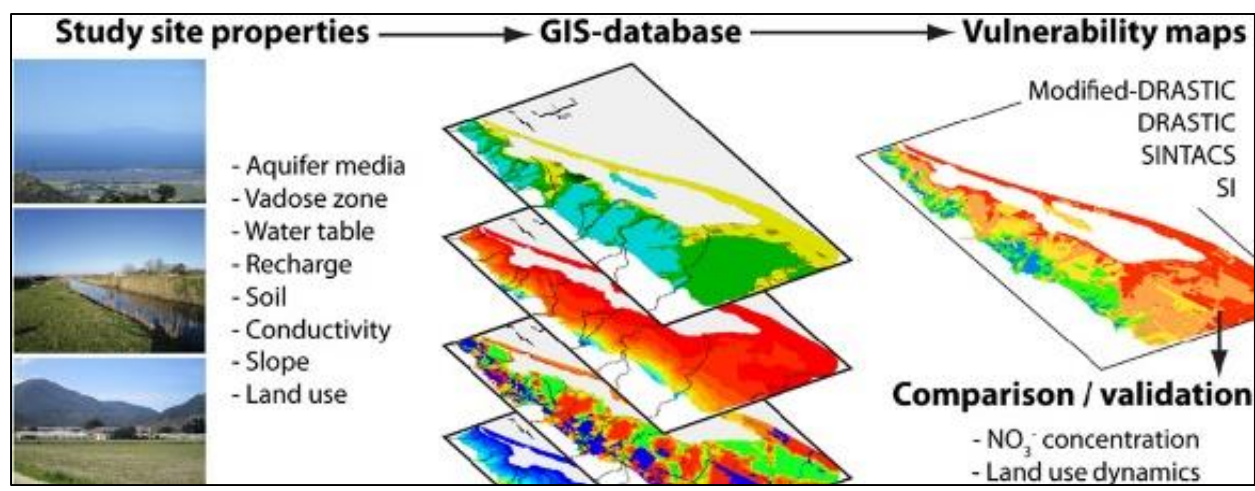 Study site properties
GIS-database
Vulnerability maps
- Aquifer media
- Vadose zone
- Water table
- Recharge
- Soil
- Conductivity
- Slope
- Land use
Modified-DRASTIC
DRASTIC
SINTACS
SI
Comparison / validation
- NO₃⁻ concentration
- Land use dynamics